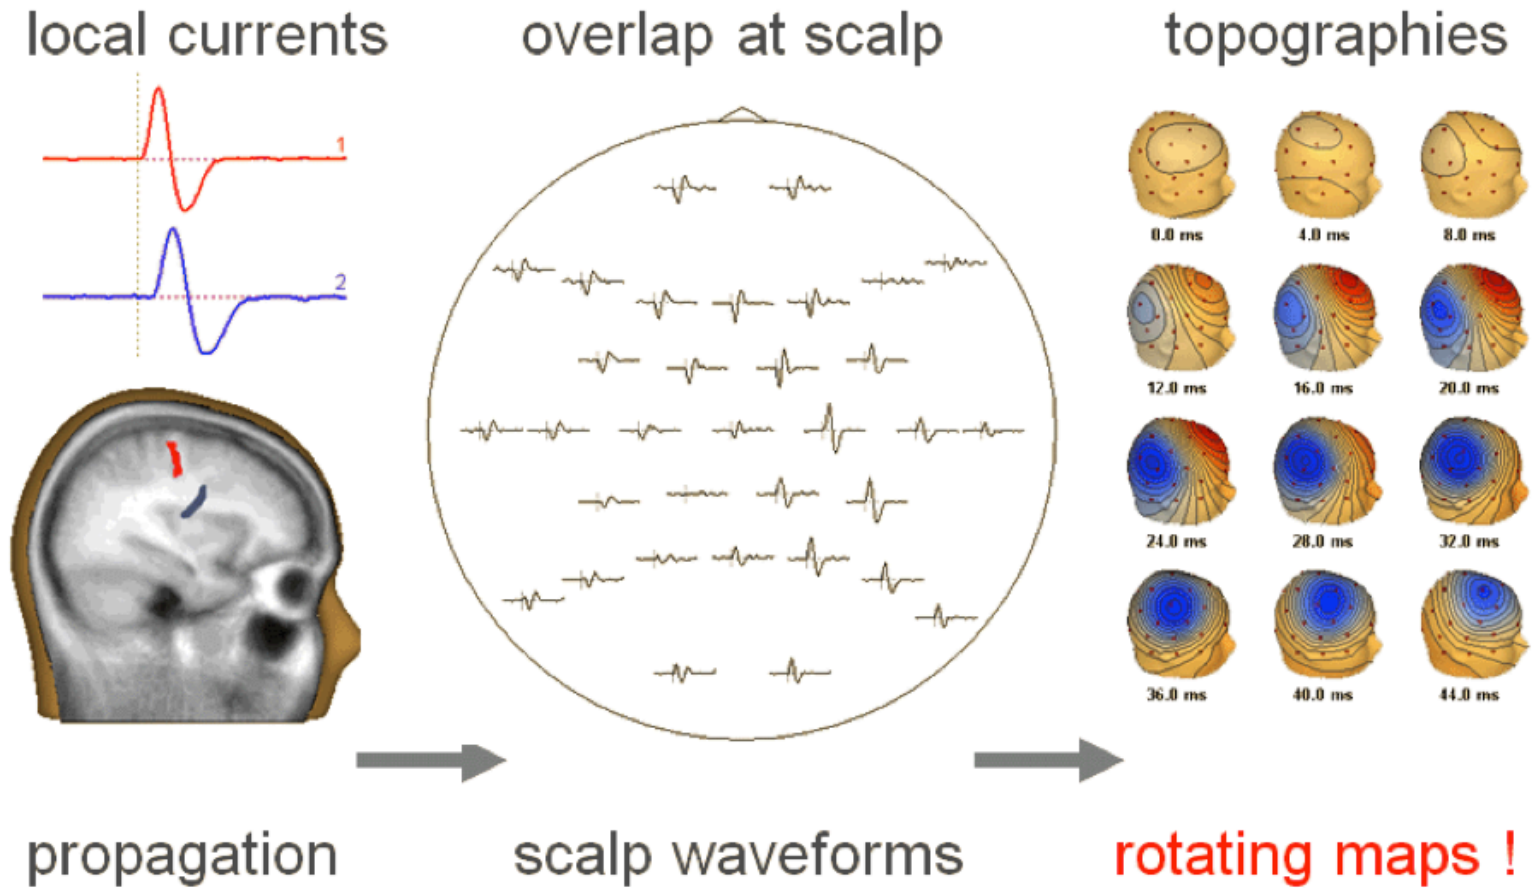 local currents
overlap at scalp
topographies
1
2
0.0 ms
4.0 ms
8.0 ms
12.0 ms
16.0 ms
20.0 ms
24.0 ms
28.0 ms
32.0 ms
36.0 ms
40.0 ms
44.0 ms
propagation
scalp waveforms
rotating maps !